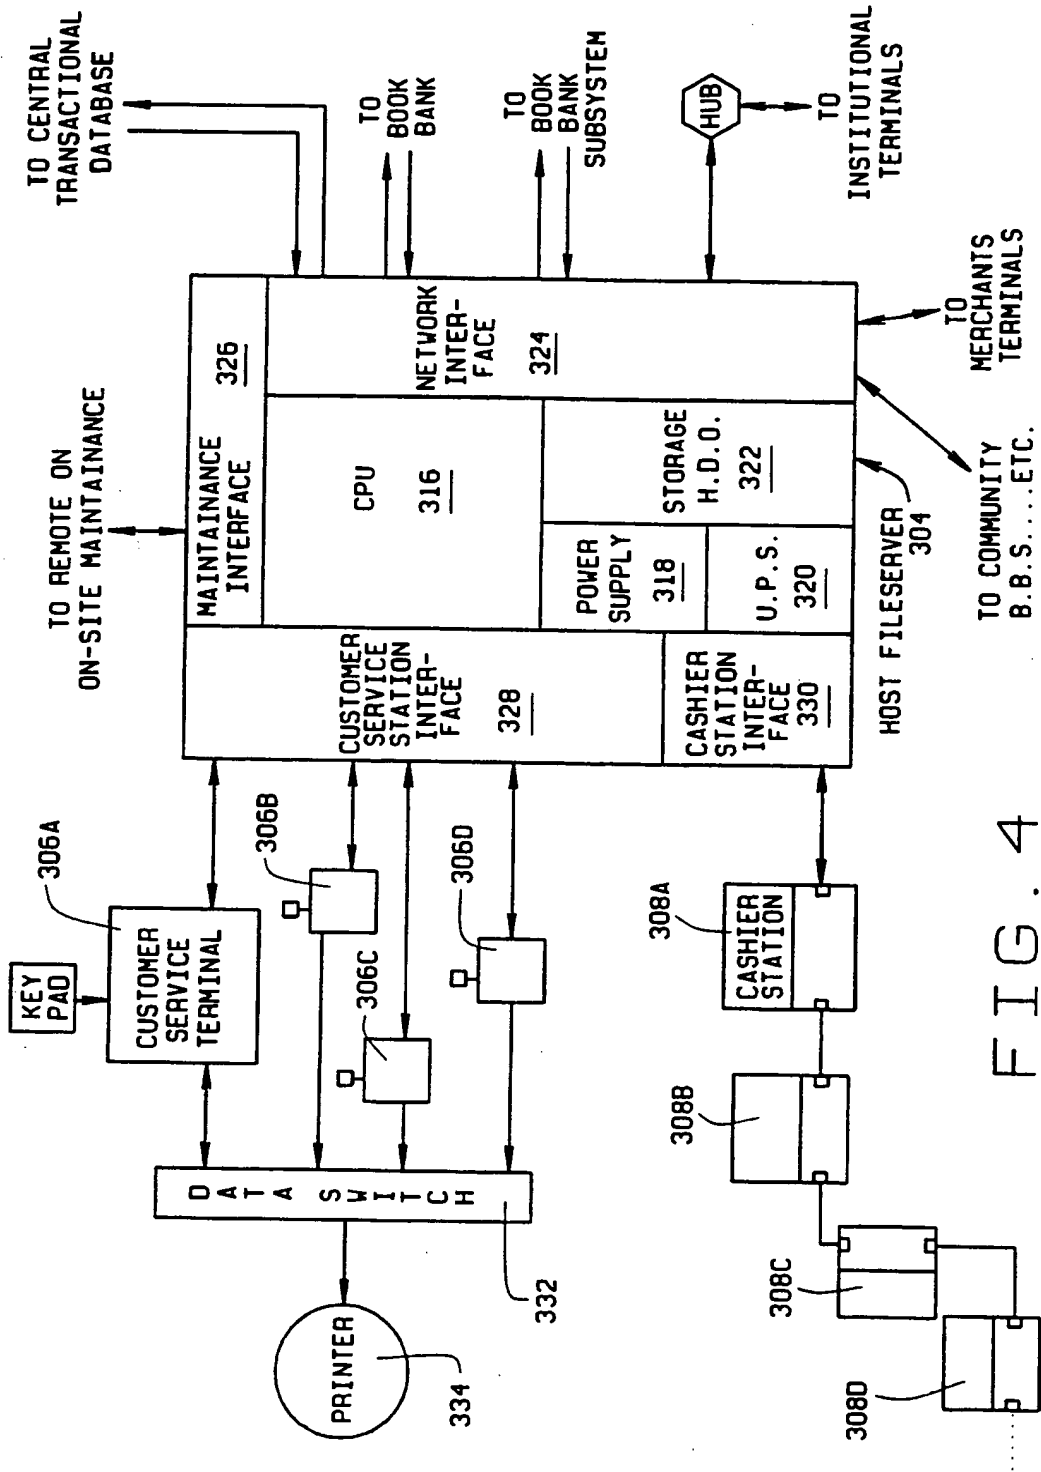 TO CENTRAL
TRANSACTIONAL
DATABASE
TO
BOOK
BANK
TO
BOOK
BANK
SUBSYSTEM
HUB
TO
INSTITUTIONAL
TERMINALS
TO
MERCHANTS
TERMINALS
TO COMMUNITY
B.B.S....ETC.
TO REMOTE ON
ON-SITE MAINTAINANCE
MAINTAINANCE
INTERFACE
326
NETWORK
INTER-
FACE
324
CPU
316
STORAGE
H.D.O.
322
POWER
SUPPLY
318
U.P.S.
320
CUSTOMER
SERVICE
STATION
INTER-
FACE
328
CASHIER
STATION
INTER-
FACE
330
HOST FILESERVER
304
306A
KEY
PAD
CUSTOMER
SERVICE
TERMINAL
306B
306C
306D
DATA SWITCH
332
PRINTER
334
308A
CASHIER
STATION
308B
308C
308D
FIG. 4